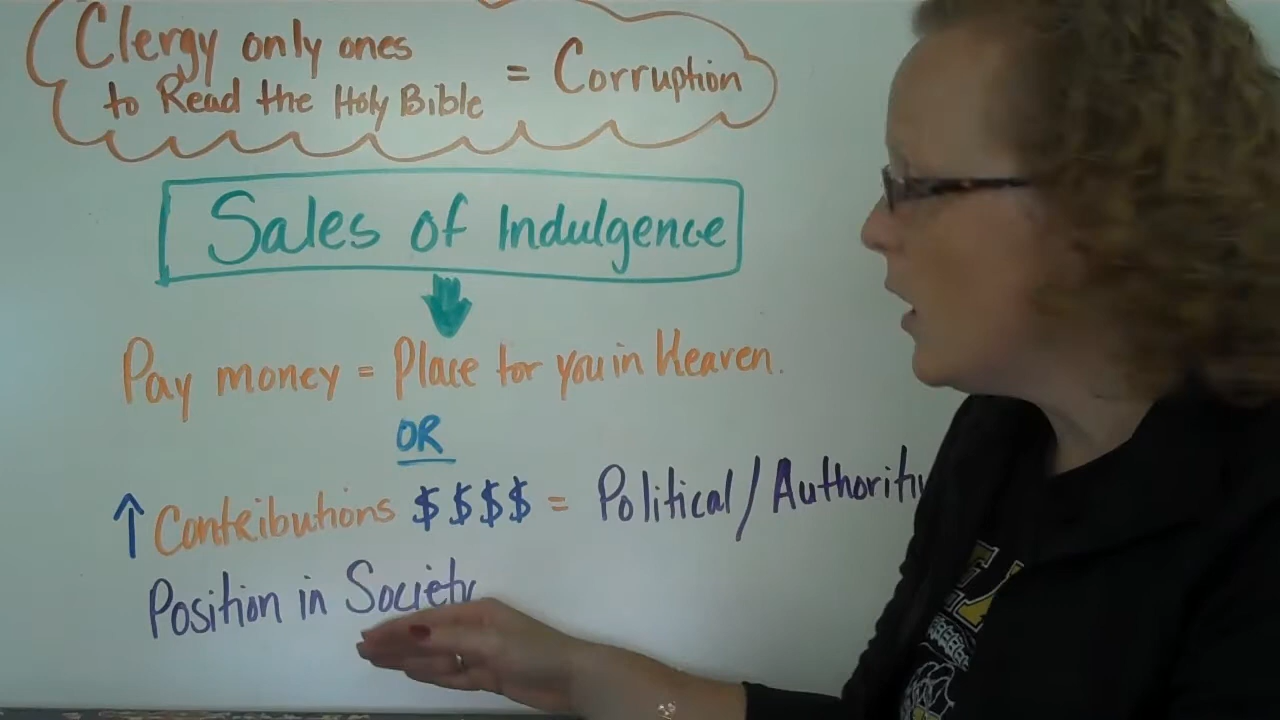 Clergy only ones
to Read the Holy Bible = Corruption
Sales of Indulgence
Pay money = Place for you in Heaven.
OR
↑ Contributions $$$$ = Political/Authority
Position in Society